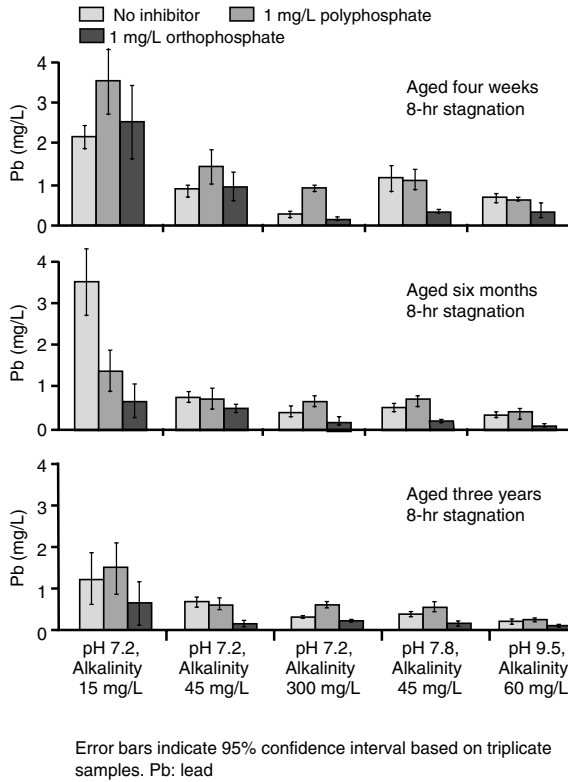 No inhibitor 1 mg/L polyphosphate
1 mg/L orthophosphate
4
3
2
1
0
Pb (mg/L)
Aged four weeks
8-hr stagnation
4
3
2
1
0
Pb (mg/L)
Aged six months
8-hr stagnation
4
3
2
1
0
Pb (mg/L)
Aged three years
8-hr stagnation
pH 7.2, pH 7.2, pH 7.2, pH 7.8, pH 9.5,
Alkalinity Alkalinity Alkalinity Alkalinity Alkalinity
15 mg/L 45 mg/L 300 mg/L 45 mg/L 60 mg/L
Error bars indicate 95% confidence interval based on triplicate
samples. Pb: lead